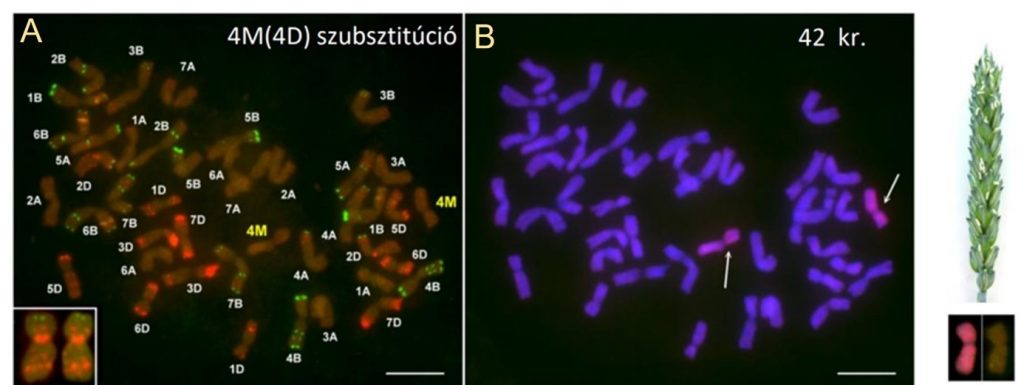 A
4M(4D) szubsztitúció
2B
3B
7A
1B
3B
6B
1A
2B
5B
5A
5A
3A
2D
1D
5B
6A
2A
2A
4M
7B
7D
7A
4M
6B
4A
1B
5D
3D
2D
6D
6A
4A
5D
3D
7B
1A
4B
6D
3A
7D
1D
4B
B
42 kr.